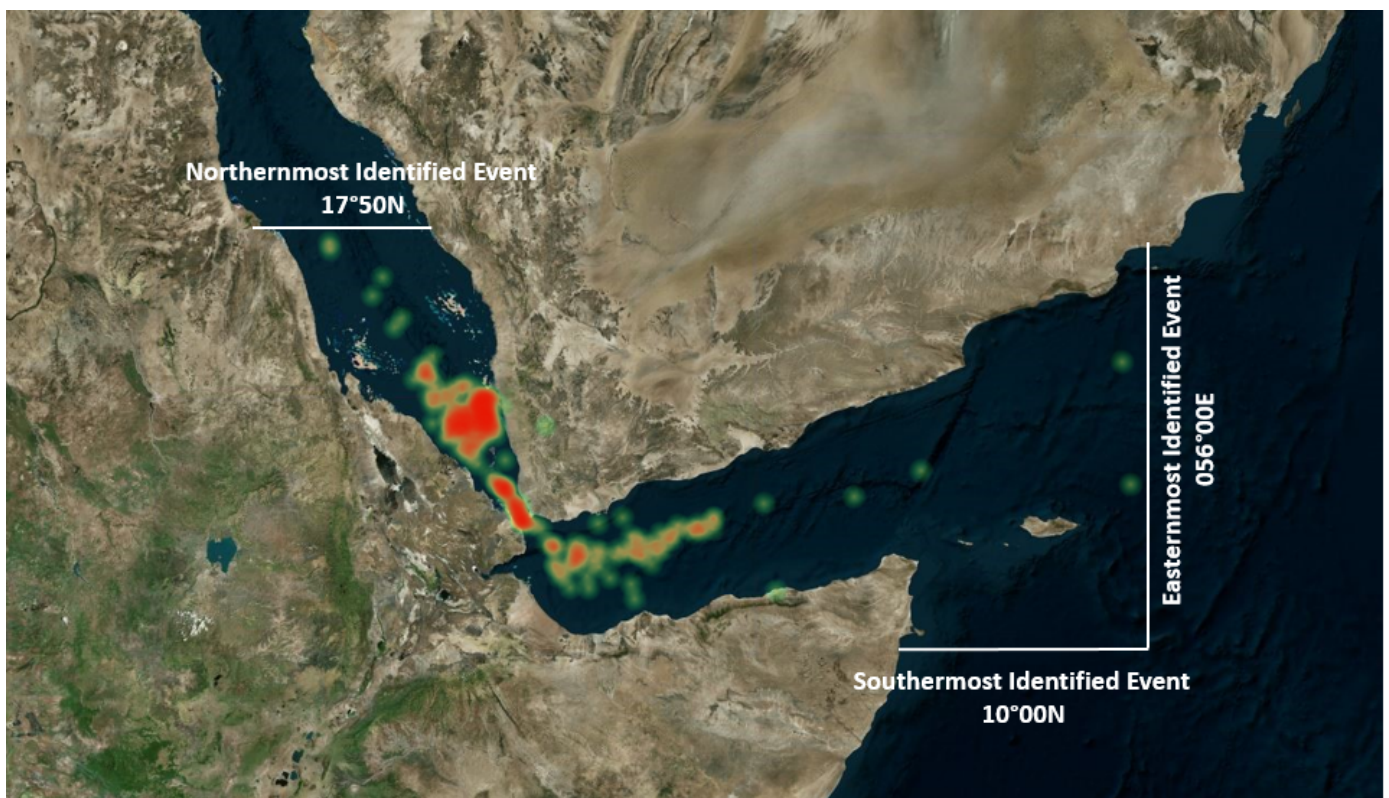 Northernmost Identified Event
17°50N
Easternmost Identified Event
056°00E
Southermost Identified Event
10°00N